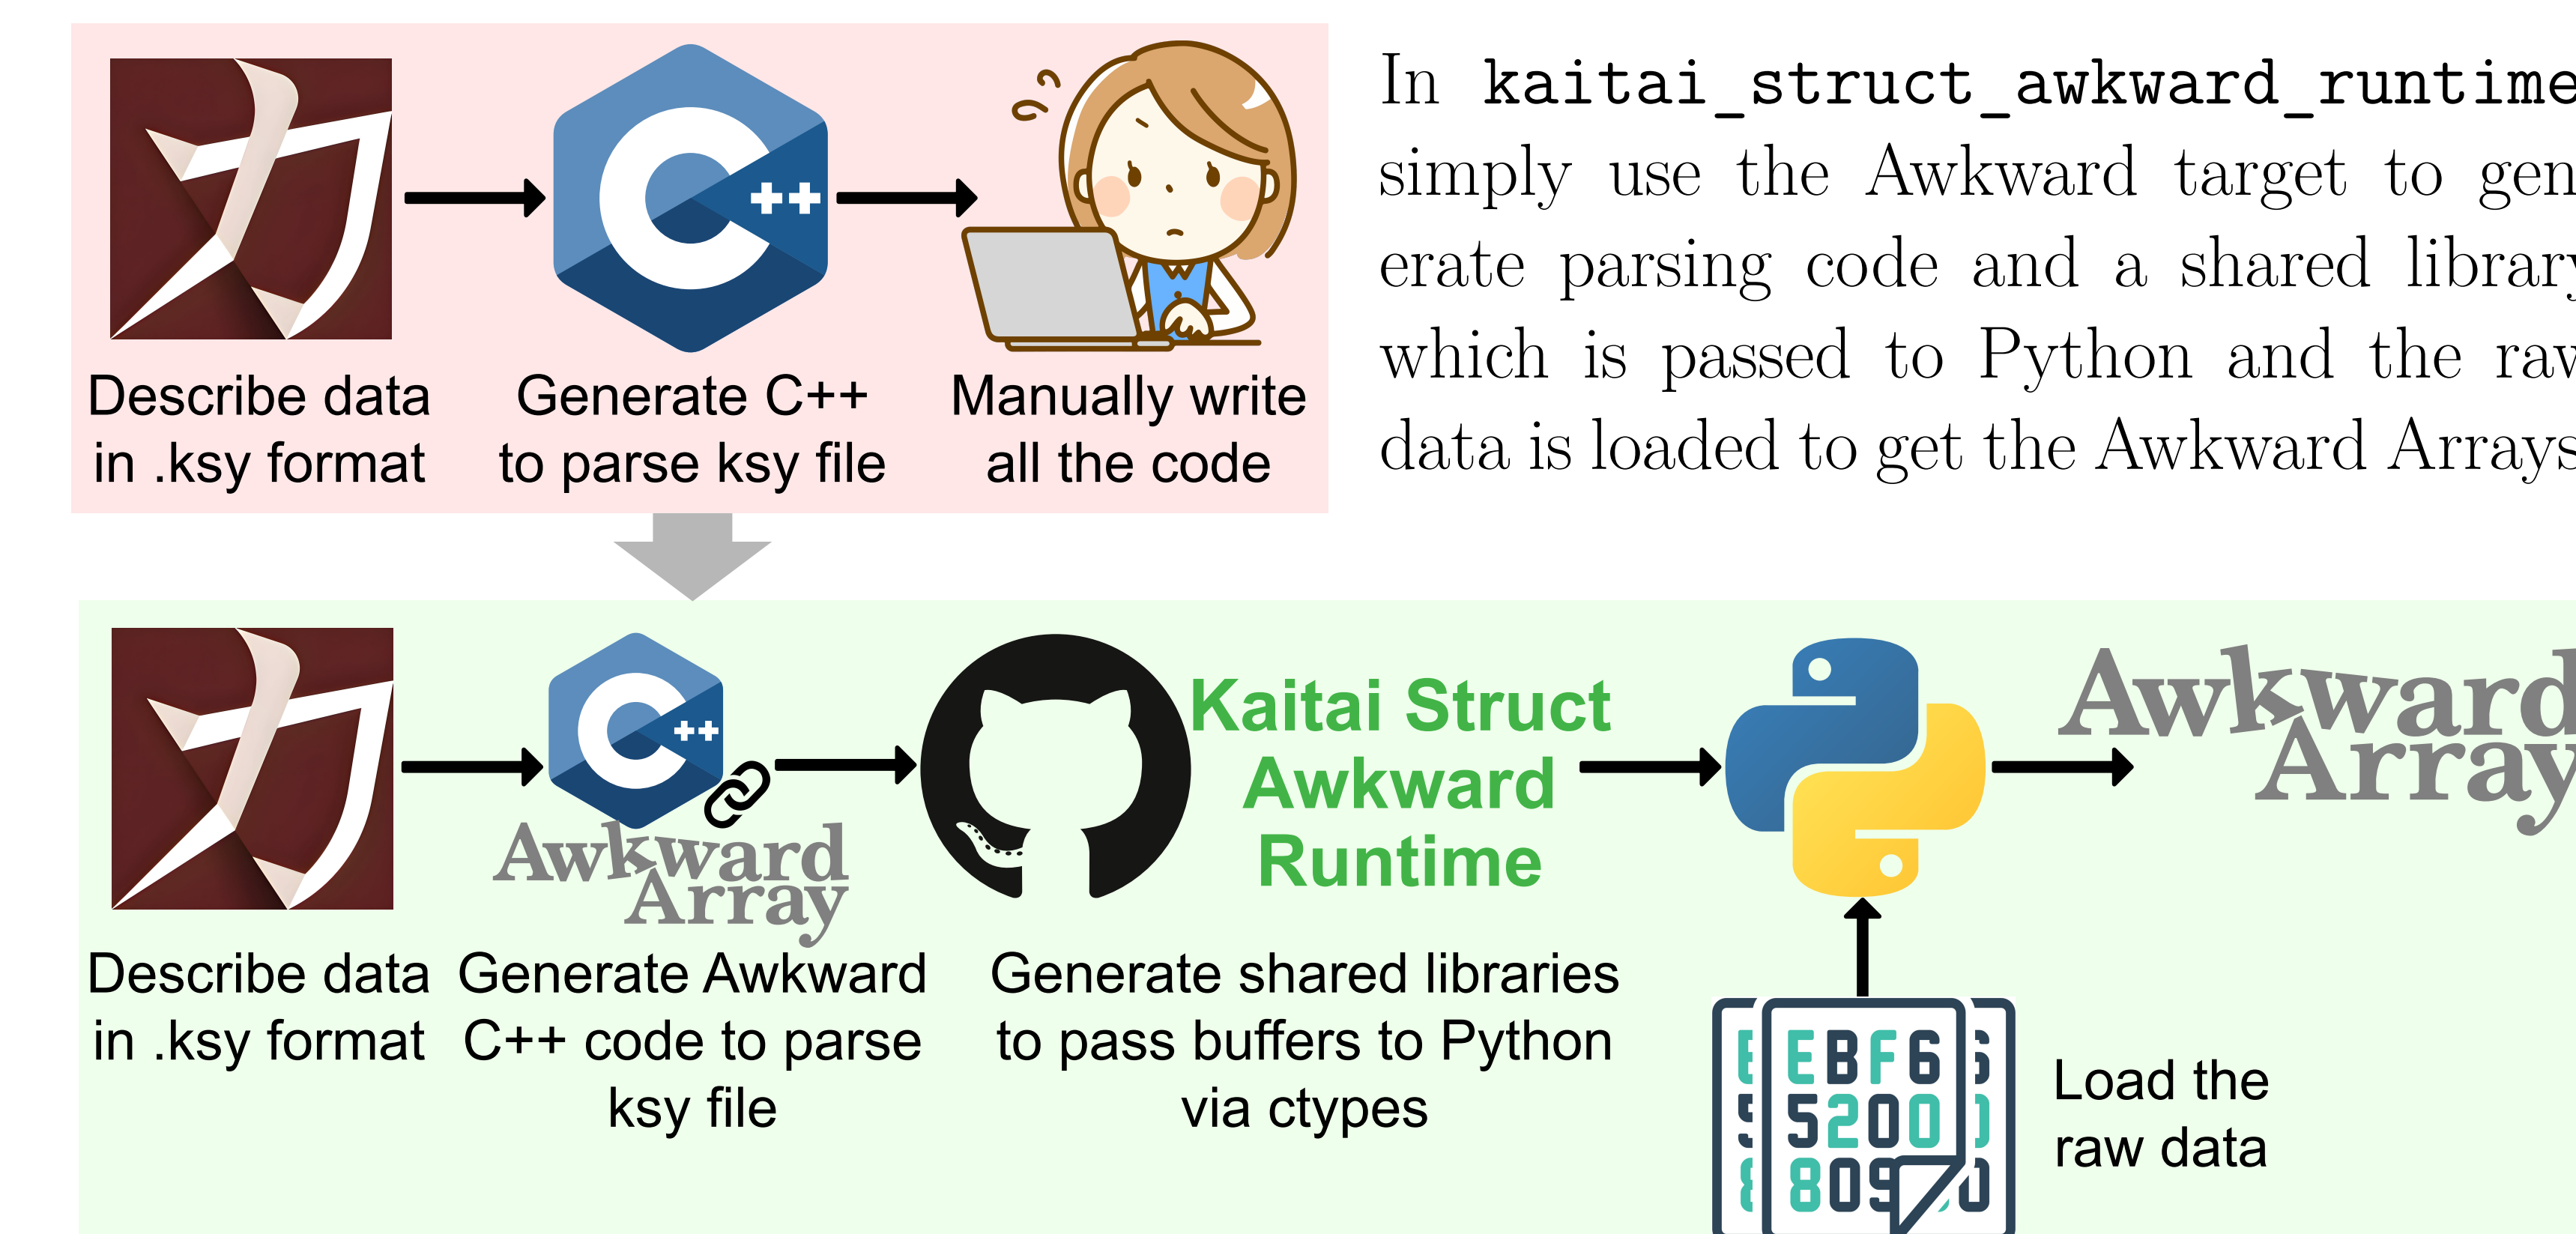 Describe data
in .ksy format
Generate C++
to parse ksy file
Manually write
all the code
In kaitai_struct_awkward_runtime
simply use the Awkward target to gen
erate parsing code and a shared library
which is passed to Python and the raw
data is loaded to get the Awkward Arrays
Awkward
Array
Kaitai Struct
Awkward
Runtime
Awkward
Array
Describe data
in .ksy format
Generate Awkward
C++ code to parse
ksy file
Generate shared libraries
to pass buffers to Python
via ctypes
EBF6
5200
809
Load the
raw data